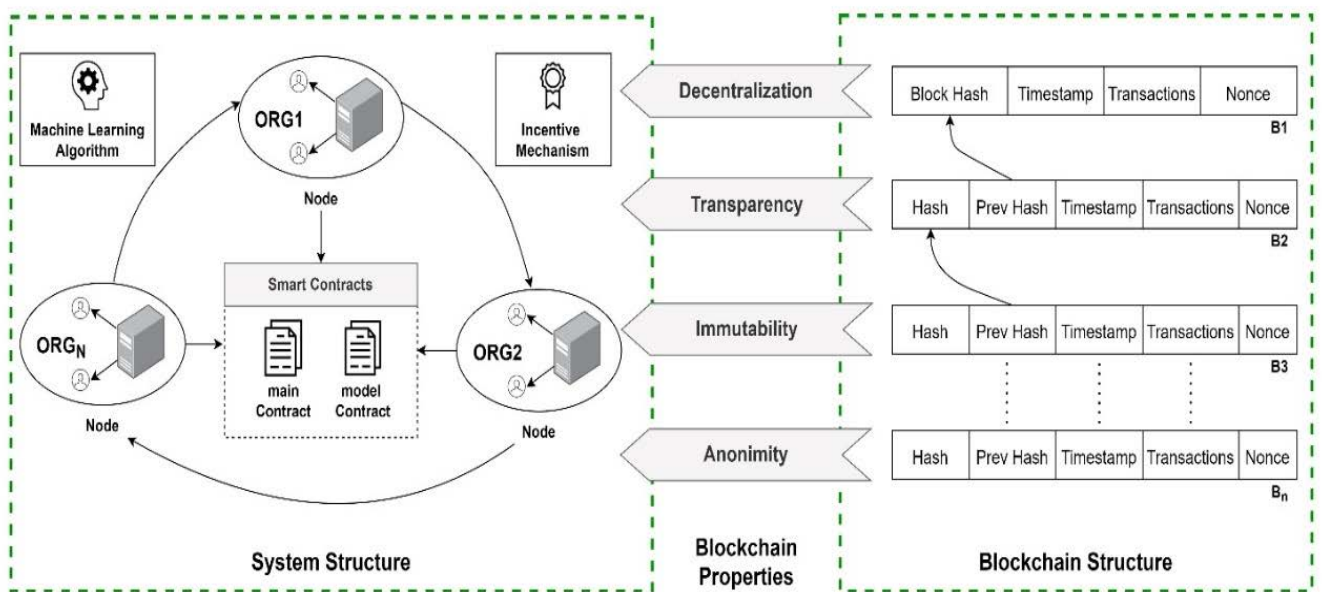 Machine Learning
Algorithm
ORG1
Node
Incentive
Mechanism
Smart Contracts
main
Contract
model
Contract
ORGN
Node
ORG2
Node
System Structure
Decentralization
Transparency
Immutability
Anonimity
Blockchain
Properties
Block Hash Timestamp Transactions Nonce
B1
Hash Prev Hash Timestamp Transactions Nonce
B2
Hash Prev Hash Timestamp Transactions Nonce
B3
Hash Prev Hash Timestamp Transactions Nonce
Bn
Blockchain Structure